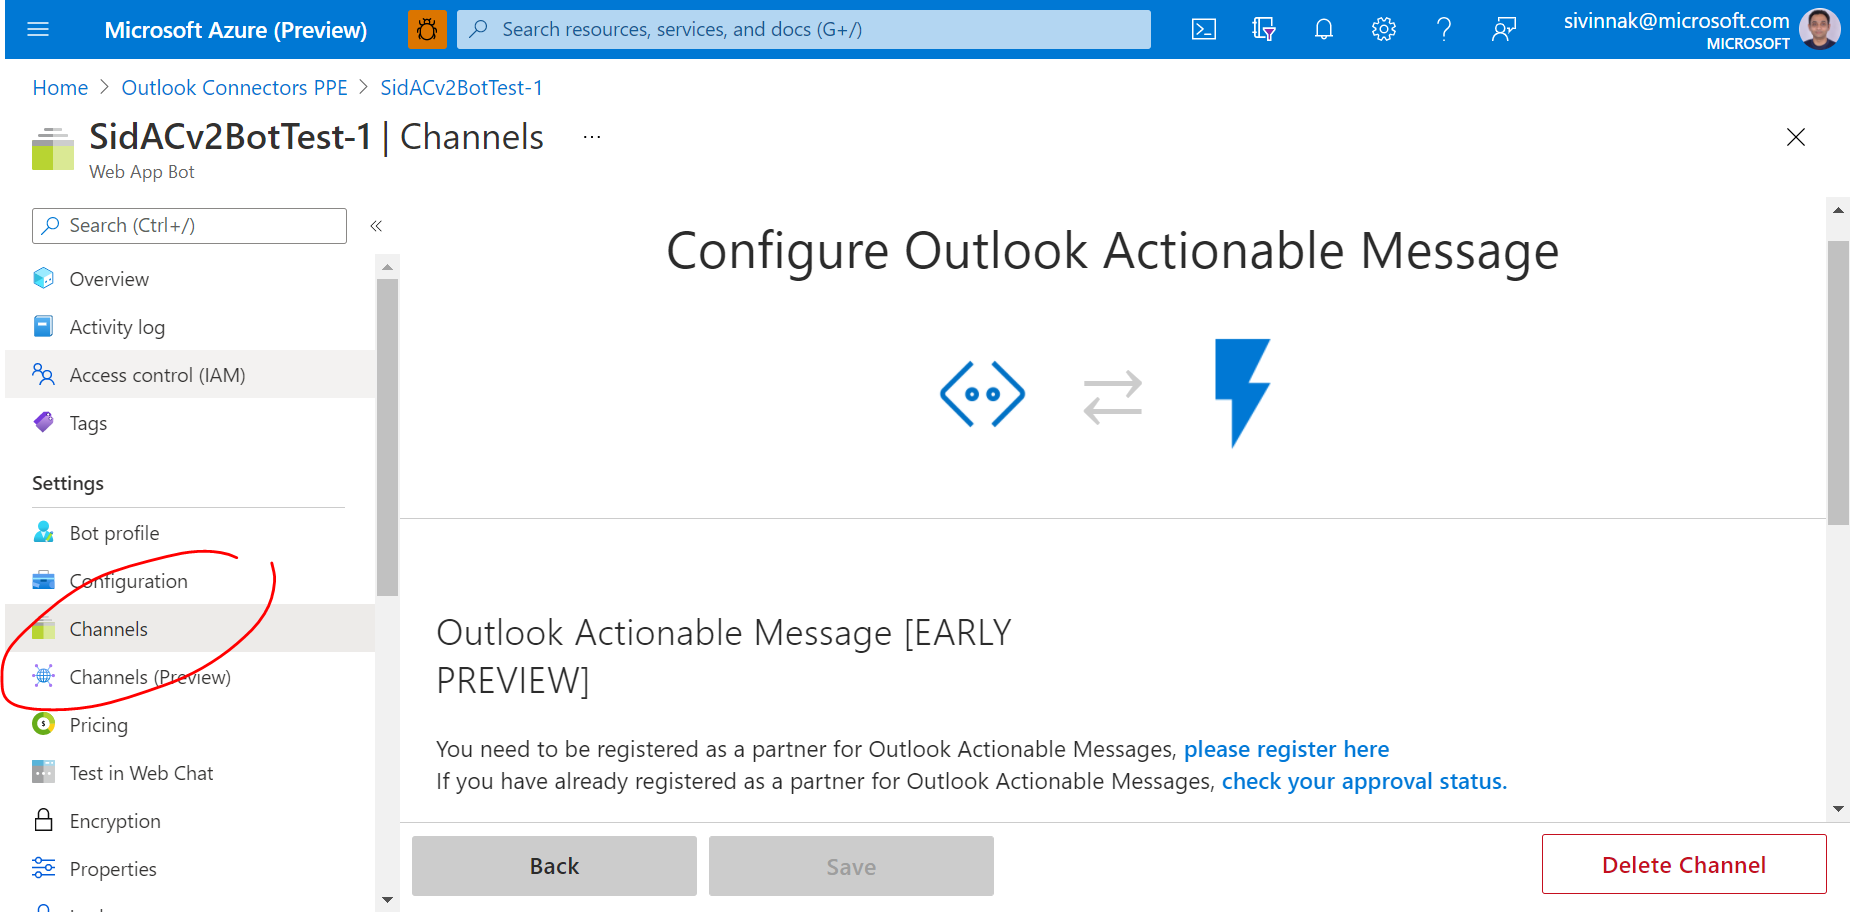 Microsoft Azure (Preview)
Search resources, services, and docs (G+/)
sivinnak@microsoft.com
MICROSOFT
Home > Outlook Connectors PPE > SidACv2BotTest-1
SidACv2BotTest-1 | Channels ...
Web App Bot
Search (Ctrl+/)
«
Overview
Activity log
Access control (IAM)
Tags
Settings
Bot profile
Configuration
Channels
Channels (Preview)
Pricing
Test in Web Chat
Encryption
Properties
Configure Outlook Actionable Message
Outlook Actionable Message [EARLY
PREVIEW]
You need to be registered as a partner for Outlook Actionable Messages, please register here
If you have already registered as a partner for Outlook Actionable Messages, check your approval status.
Back
Save
Delete Channel